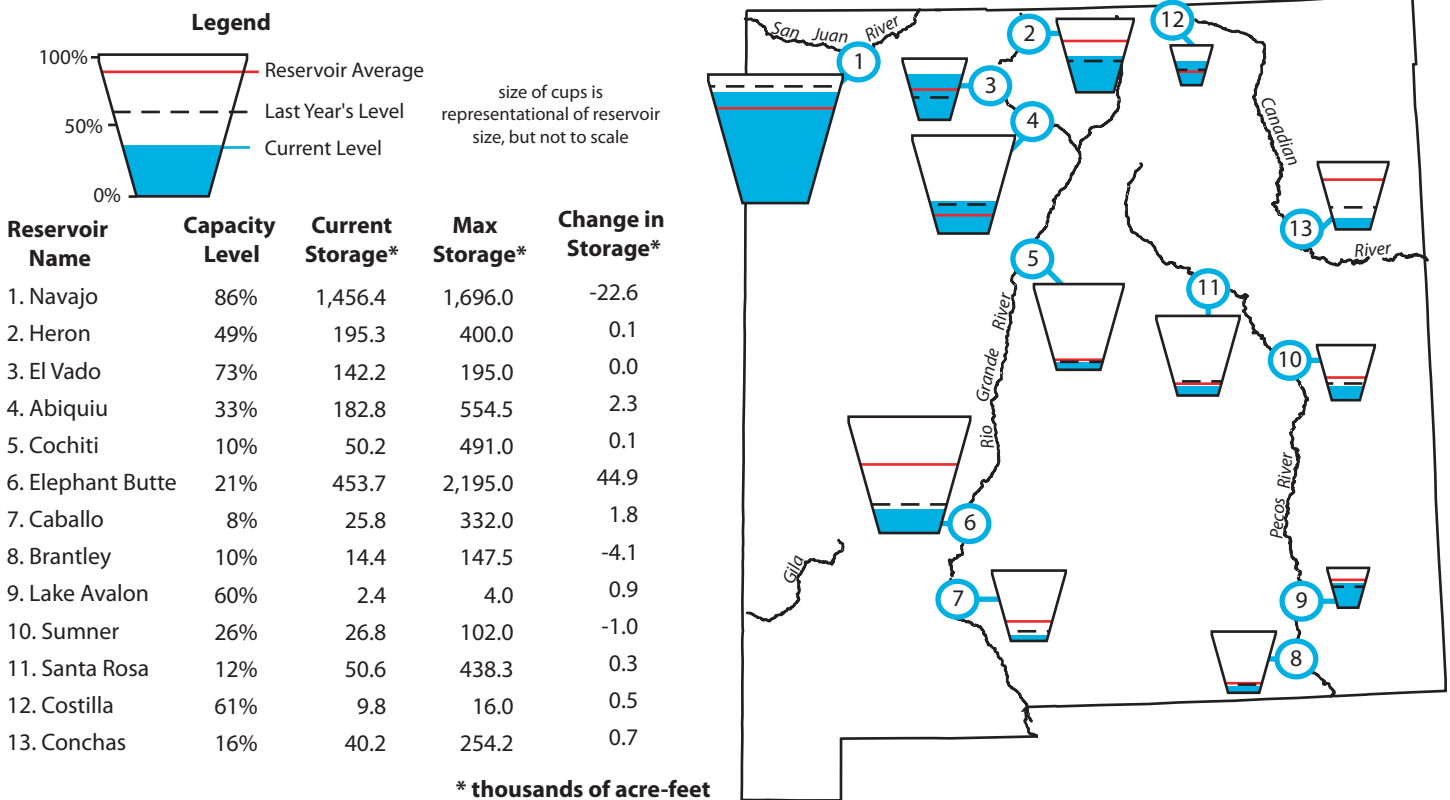 Legend
100%
50%
0%
Reservoir Average
Last Year's Level
Current Level
size of cups is
representational of reservoir
size, but not to scale
Reservoir Name Capacity Level Current Storage* Max Storage* Change in Storage*
1. Navajo 86% 1,456.4 1,696.0 -22.6
2. Heron 49% 195.3 400.0 0.1
3. El Vado 73% 142.2 195.0 0.0
4. Abiquiu 33% 182.8 554.5 2.3
5. Cochiti 10% 50.2 491.0 0.1
6. Elephant Butte 21% 453.7 2,195.0 44.9
7. Caballo 8% 25.8 332.0 1.8
8. Brantley 10% 14.4 147.5 -4.1
9. Lake Avalon 60% 2.4 4.0 0.9
10. Sumner 26% 26.8 102.0 -1.0
11. Santa Rosa 12% 50.6 438.3 0.3
12. Costilla 61% 9.8 16.0 0.5
13. Conchas 16% 40.2 254.2 0.7
* thousands of acre-feet
San Juan River
1
2
3
4
12
Canadian
13
River
5
11
10
Rio Grande River
Pecos River
6
Gila
7
9
8